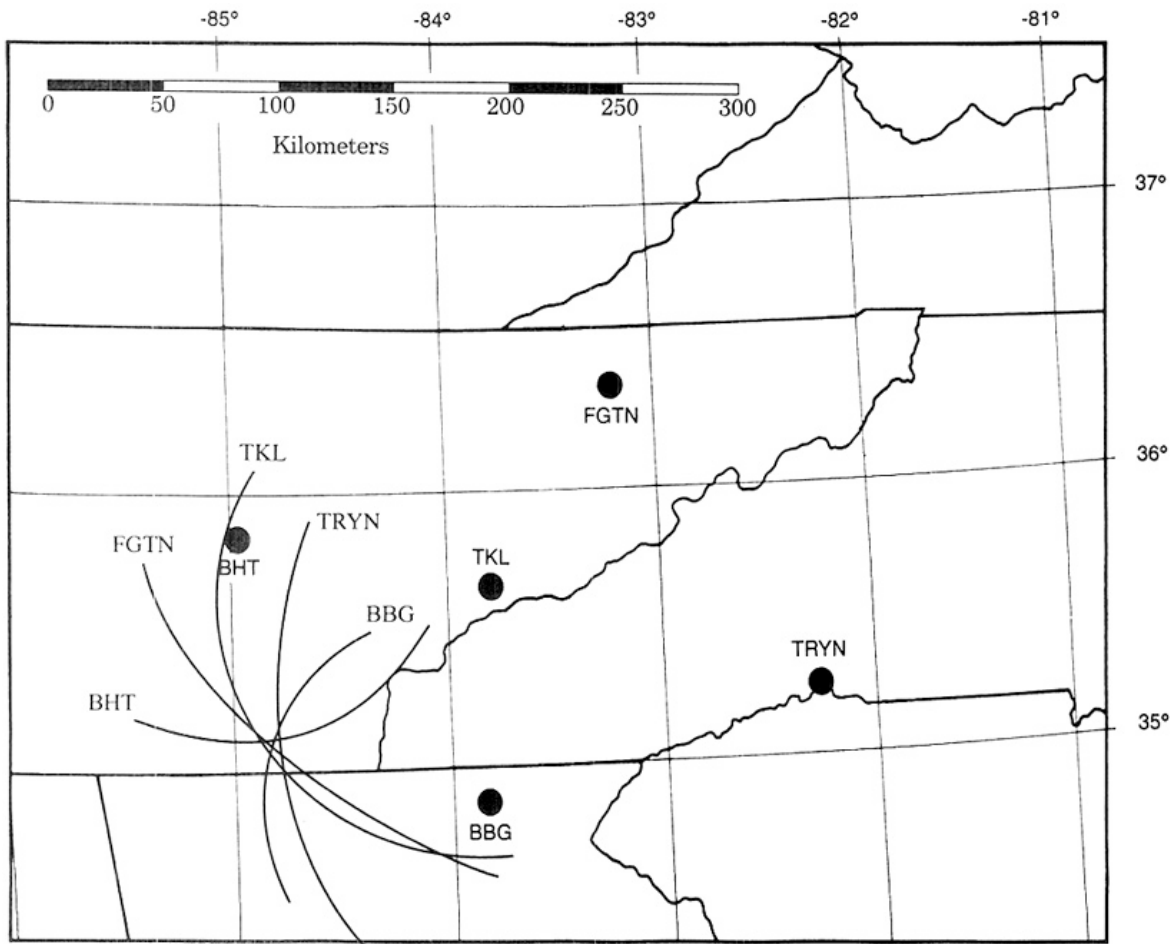 -85° -84° -83° -82° -81°
0 50 100 150 200 250 300
Kilometers
37°
FGTN
36°
TKL
TRYN
FGTN
BHT
TKL
BBG
TRYN
BHT
35°
BBG